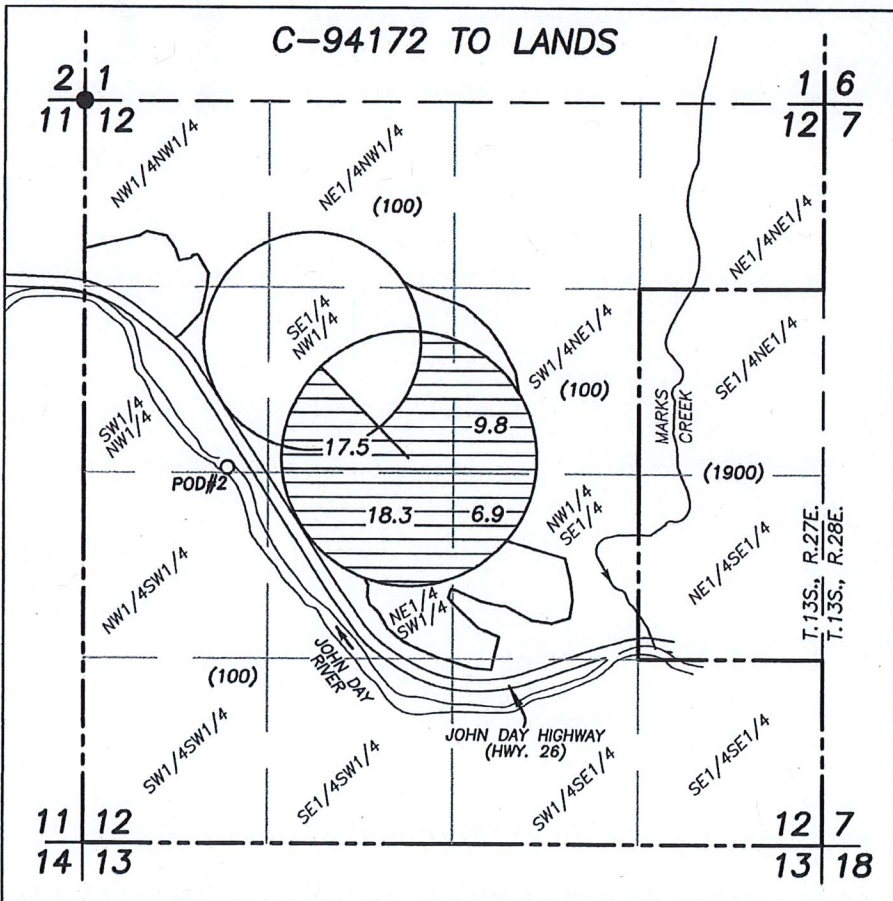 C-94172 TO LANDS
2 1
11 12
1 6
12 7
NW1/4NW1/4
NE1/4NW1/4
(100)
NE1/4NE1/4
SE1/4
NW1/4
SW1/4NE1/4
(100)
SE1/4NE1/4
MARKS
CREEK
SW1/4
NW1/4
9.8
17.5
(1900)
POD#2
18.3
6.9
NW1/4
SE1/4
NW1/4SW1/4
NE1/4
SW1/4
NE1/4SE1/4
T.13S., R.27E.
T.13S., R.28E.
JOHN DAY
RIVER
(100)
JOHN DAY HIGHWAY
(HWY. 26)
SW1/4SW1/4
SE1/4SW1/4
SW1/4SE1/4
SE1/4SE1/4
11 12
14 13
12 7
13 18